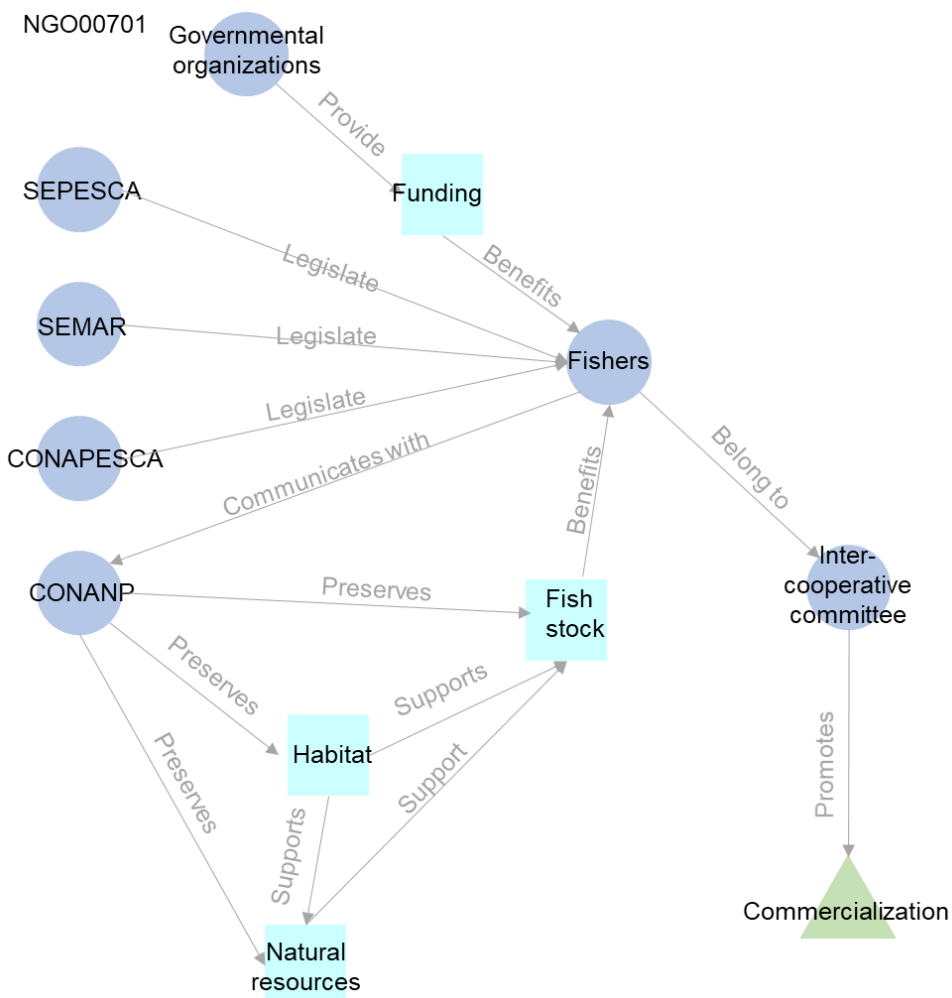 NGO00701
Governmental
organizations
Provide
SEPESCA
Funding
Legislate
Benefits
SEMAR
Legislate
Fishers
Legislate
CONAPESCA
Communicates with
Benefits
Belong to
CONANP
Preserves
Fish
stock
Inter-
cooperative
committee
Preserves
Supports
Habitat
Preserves
Support
Supports
Promotes
Commercialization
Natural
resources